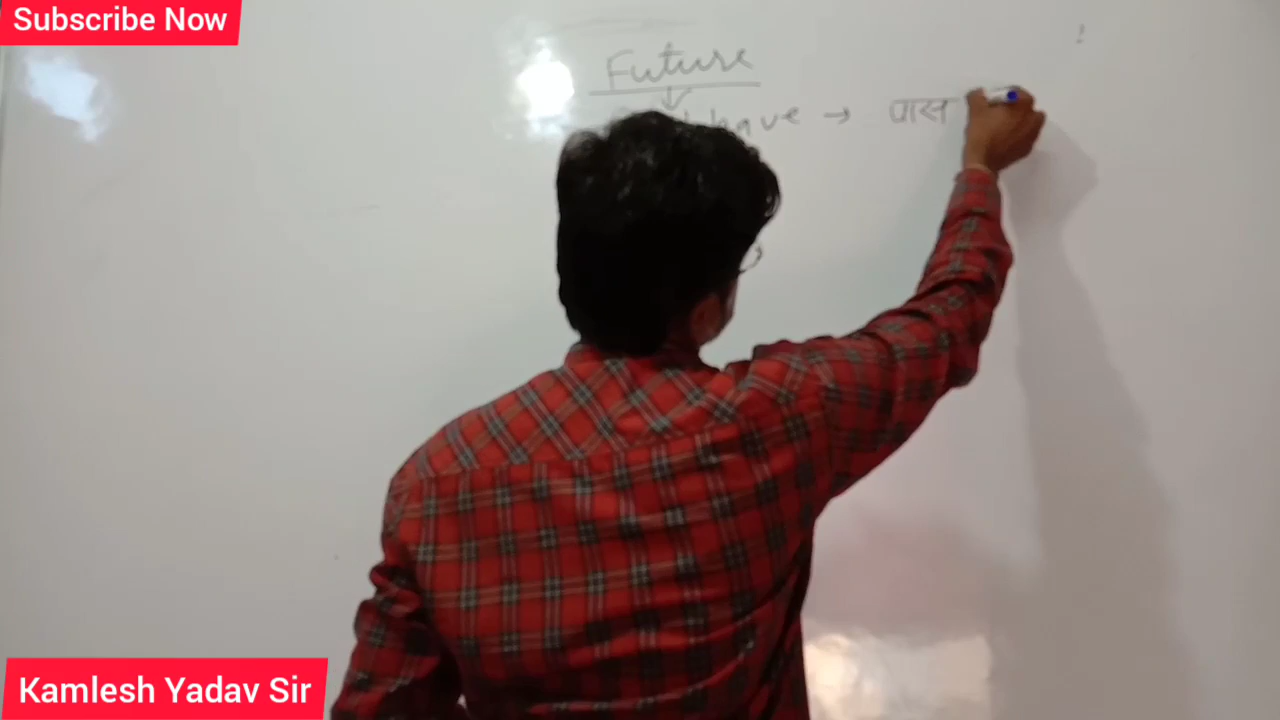 Subscribe Now
Future
have → पास
Kamlesh Yadav Sir